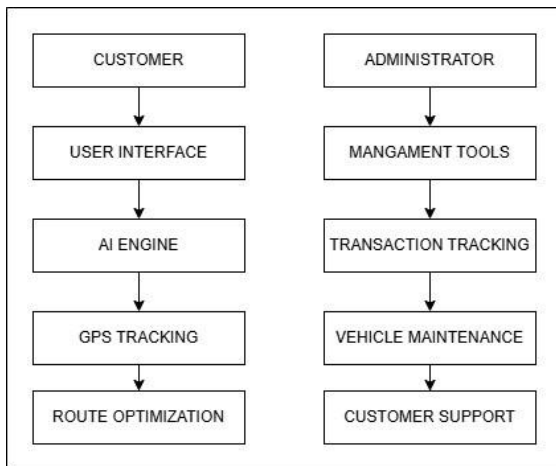 CUSTOMER
ADMINISTRATOR
USER INTERFACE
MANGAMENT TOOLS
AI ENGINE
TRANSACTION TRACKING
GPS TRACKING
VEHICLE MAINTENANCE
ROUTE OPTIMIZATION
CUSTOMER SUPPORT